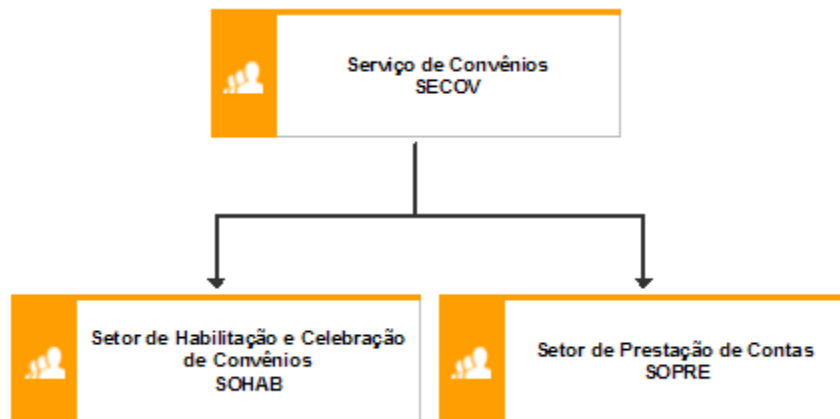 Serviço de Convênios
SECOV
Setor de Habilitação e Celebração
de Convênios
SOHAB
Setor de Prestação de Contas
SOPRE